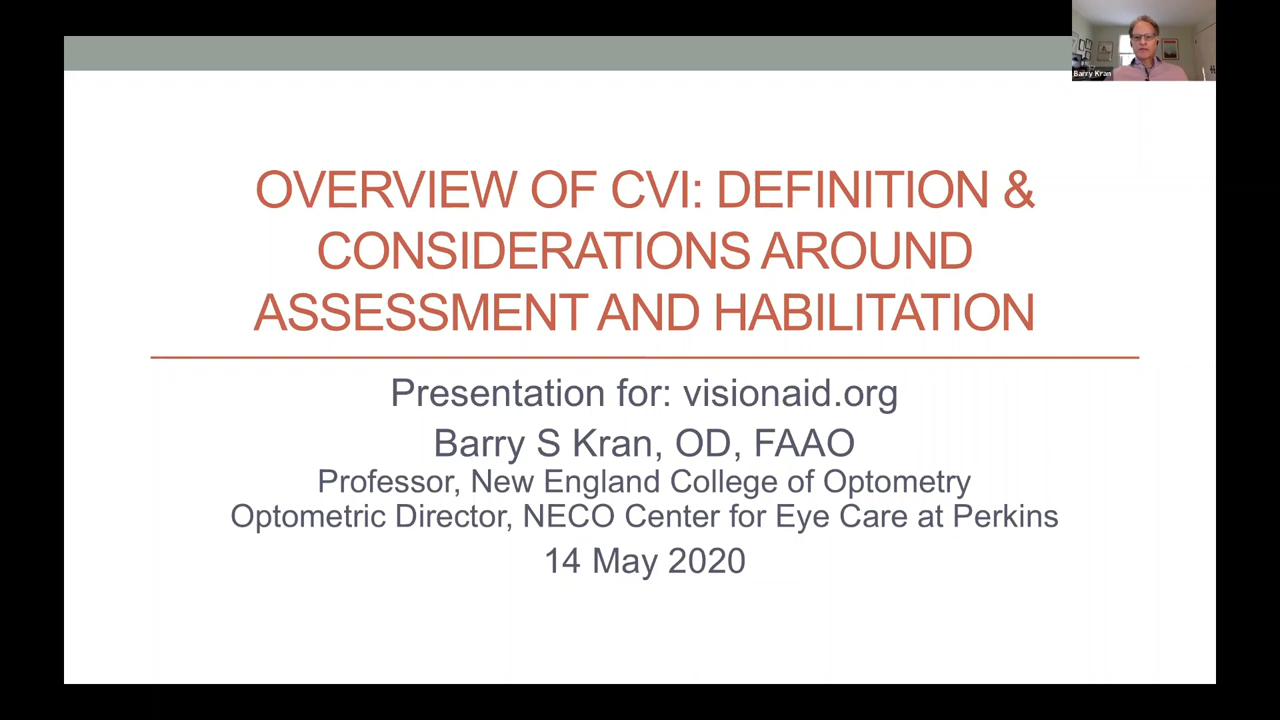 Barry Kran
OVERVIEW OF CVI: DEFINITION &
CONSIDERATIONS AROUND
ASSESSMENT AND HABILITATION
Presentation for: visionaid.org
Barry S Kran, OD, FAAO
Professor, New England College of Optometry
Optometric Director, NECO Center for Eye Care at Perkins
14 May 2020